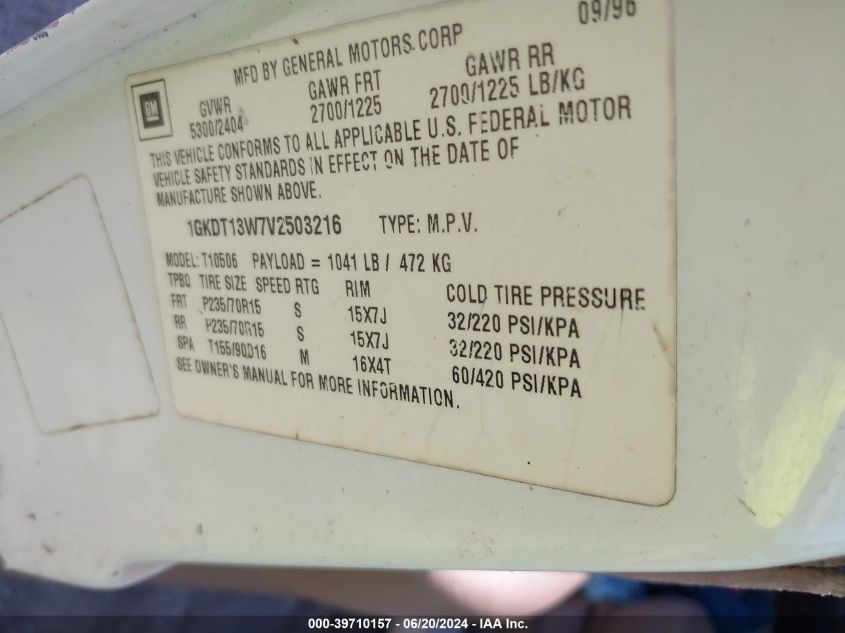 09/96
MFD BY GENERAL MOTORS CORP
GM
GVWR GAWR FRT GAWR RR
5300/2404 2700/1225 2700/1225 LB/KG
THIS VEHICLE CONFORMS TO ALL APPLICABLE U.S. FEDERAL MOTOR
VEHICLE SAFETY STANDARDS IN EFFECT ON THE DATE OF
MANUFACTURE SHOWN ABOVE.
1GKDT13W7V2503216 TYPE: M.P.V.
MODEL: T10506 PAYLOAD = 1041 LB / 472 KG
TPBQ TIRE SIZE SPEED RTG RIM COLD TIRE PRESSURE
FRT P235/70R15 S 15X7J 32/220 PSI/KPA
RR P235/70R15 S 15X7J 32/220 PSI/KPA
SPA T155/90D16 M 16X4T 60/420 PSI/KPA
SEE OWNER'S MANUAL FOR MORE INFORMATION.
000-39710157 - 06/20/2024 - IAA Inc.